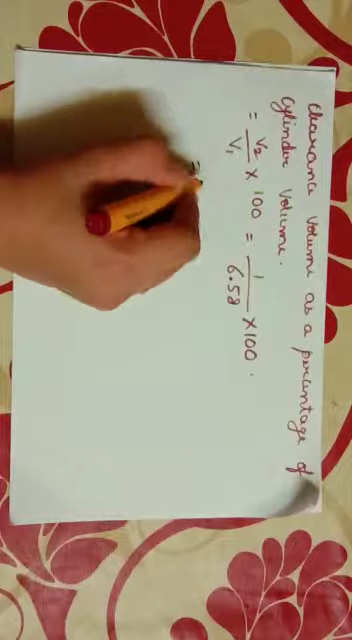 Clearance Volume as a percentage of
Cylinder Volume.
= V2/V1 × 100 = 1/6.58 × 100.
=